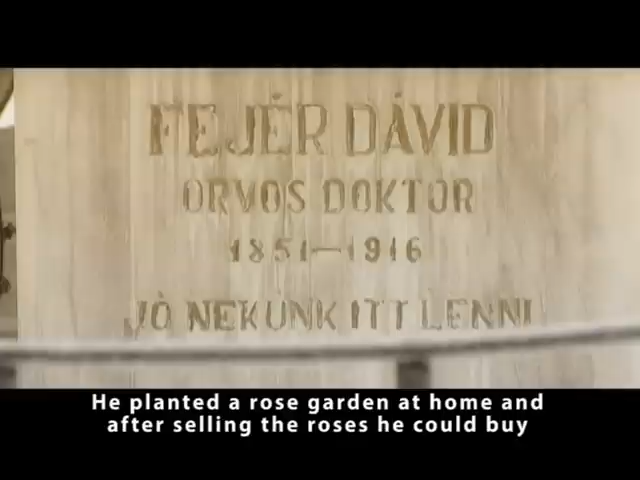 FEJÉR DÁVID
ORVOS DOKTOR
1851-1916
JÓ NEKÜNK ITT LENNI
He planted a rose garden at home and
after selling the roses he could buy